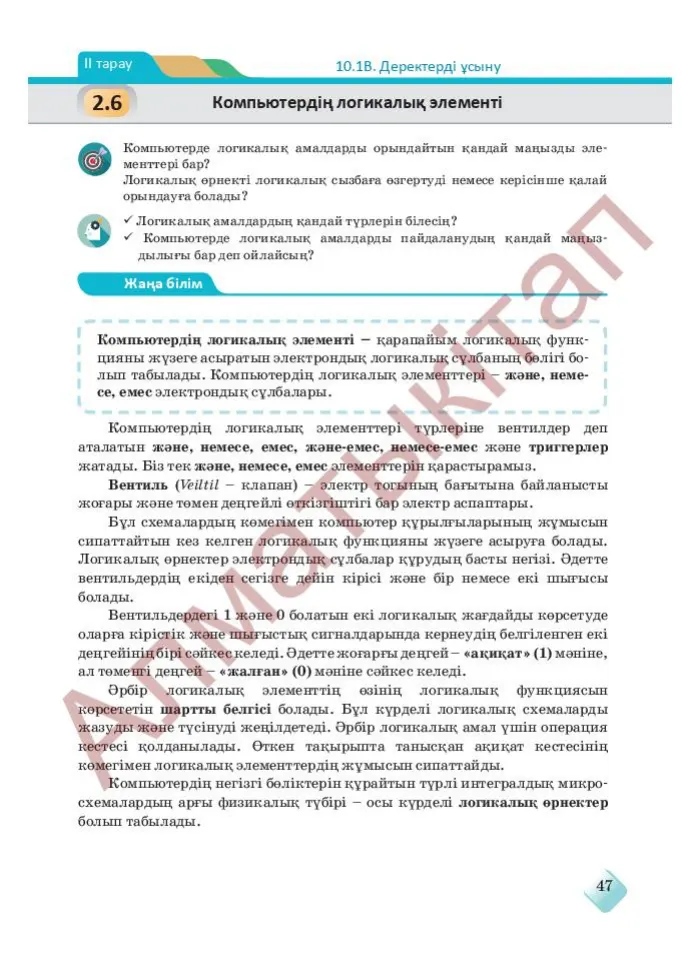 II тарау
10.1В. Деректерді ұсыну
2.6
Компьютердің логикалық элементі
Компьютерде логикалық амалдарды орындайтын қандай маңызды эле-
менттері бар?
Логикалық өрнекті логикалық сызбаға өзгертуді немесе керісінше қалай
орындауға болады?
✓ Логикалық амалдардың қандай түрлерін білесің?
✓ Компьютерде логикалық амалдарды пайдаланудың қандай маңыз-
дылығы бар деп ойлайсың?
Жаңа білім
Компьютердің логикалық элементі – қарапайым логикалық функ-
цияны жүзеге асыратын электрондық логикалық сұлбаның бөлігі бо-
лып табылады. Компьютердің логикалық элементтері – және, неме-
се, емес электрондық сұлбалары.
Компьютердің логикалық элементтері түрлеріне вентилдер деп
аталатын және, немесе, емес, және-емес, немесе-емес және триггерлер
жатады. Біз тек және, немесе, емес элементтерін қарастырамыз.
Вентиль (Veiltil – клапан) – электр тогының бағытына байланысты
жоғары және төмен деңгейлі өткізгіштігі бар электр аспаптары.
Бұл схемалардың көмегімен компьютер құрылғыларының жұмысын
сипаттайтын кез келген логикалық функцияны жүзеге асыруға болады.
Логикалық өрнектер электрондық сұлбалар құрудың басты негізі. Әдетте
вентильдердің екіден сегізге дейін кірісі және бір немесе екі шығысы
болады.
Вентильдердегі 1 және 0 болатын екі логикалық жағдайды көрсетуде
оларға кірістік және шығыстық сигналдарында кернеудің белгіленген екі
деңгейінің бірі сәйкес келеді. Әдетте жоғарғы деңгей – «ақиқат» (1) мәніне,
ал төменгі деңгей – «жалған» (0) мәніне сәйкес келеді.
Әрбір логикалық элементтің өзінің логикалық функциясын
көрсететін шартты белгісі болады. Бұл күрделі логикалық схемаларды
жазуды және түсінуді жеңілдетеді. Әрбір логикалық амал үшін операция
кестесі қолданылады. Өткен тақырыпта танысқан ақиқат кестесінің
көмегімен логикалық элементтердің жұмысын сипаттайды.
Компьютердің негізгі бөліктерін құрайтын түрлі интегралдық микро-
схемалардың арғы физикалық түбірі – осы күрделі логикалық өрнектер
болып табылады.
Алматыкітап
47